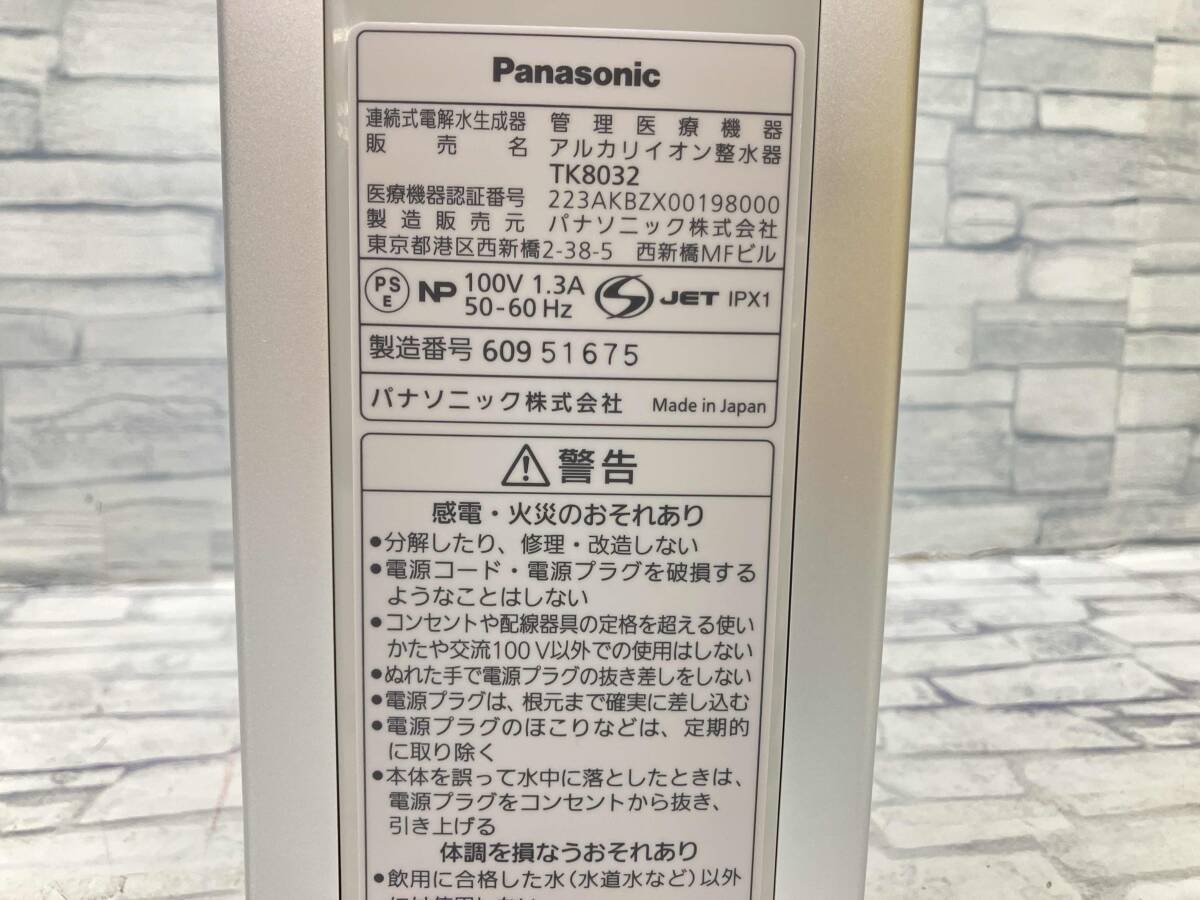 Panasonic
連続式電解水生成器 管理医療機器
販売名 アルカリイオン整水器
TK8032
医療機器認証番号 223AKBZX00198000
製造販売元 パナソニック株式会社
東京都港区西新橋2-38-5 西新橋MFビル
PSE NP 100V 1.3A S JET IPX1
50-60 Hz
製造番号 609 51675
パナソニック株式会社 Made in Japan
警告
感電・火災のおそれあり
●分解したり、修理・改造しない
●電源コード・電源プラグを破損する
ようなことはしない
●コンセントや配線器具の定格を超える使い
かたや交流100 V以外での使用はしない
●ぬれた手で電源プラグの抜き差しをしない
●電源プラグは、根元まで確実に差し込む
●電源プラグのほこりなどは、定期的
に取り除く
●本体を誤って水中に落としたときは、
電源プラグをコンセントから抜き、
引き上げる
体調を損なうおそれあり
●飲用に合格した水(水道水など)以外